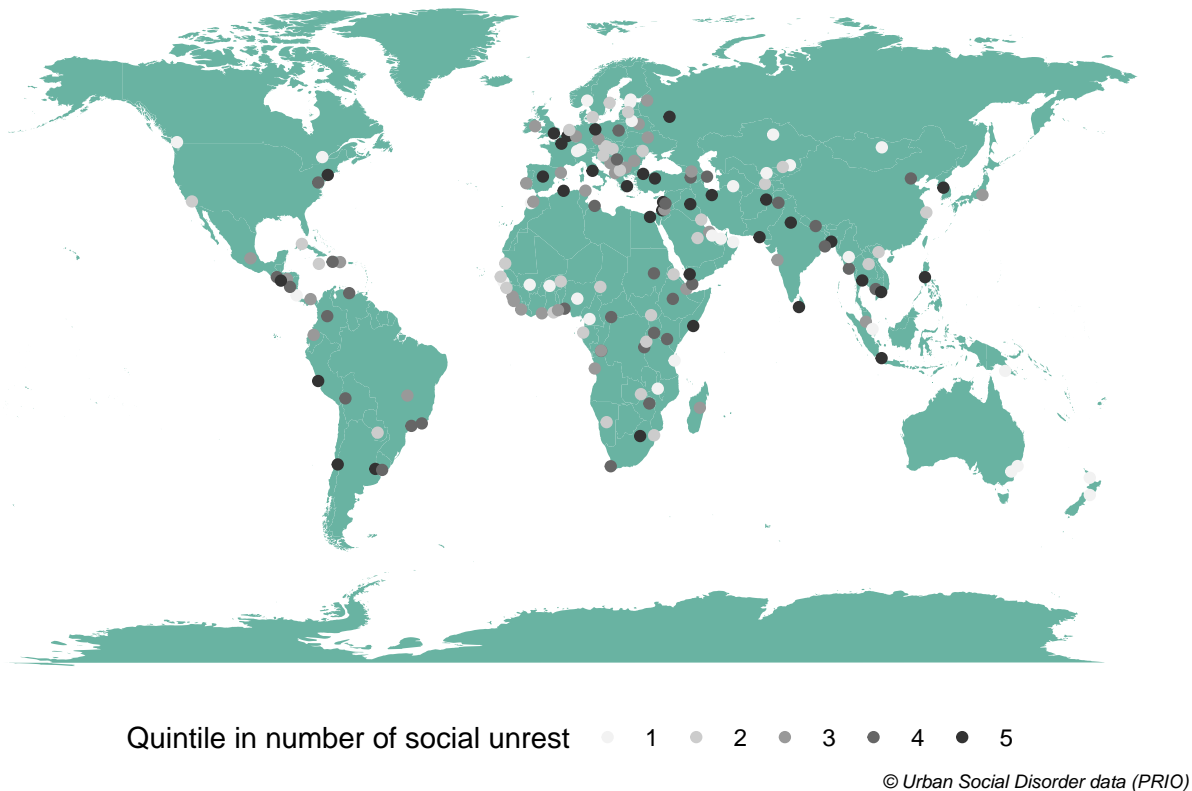 Quintile in number of social unrest 1 2 3 4 5
© Urban Social Disorder data (PRIO)